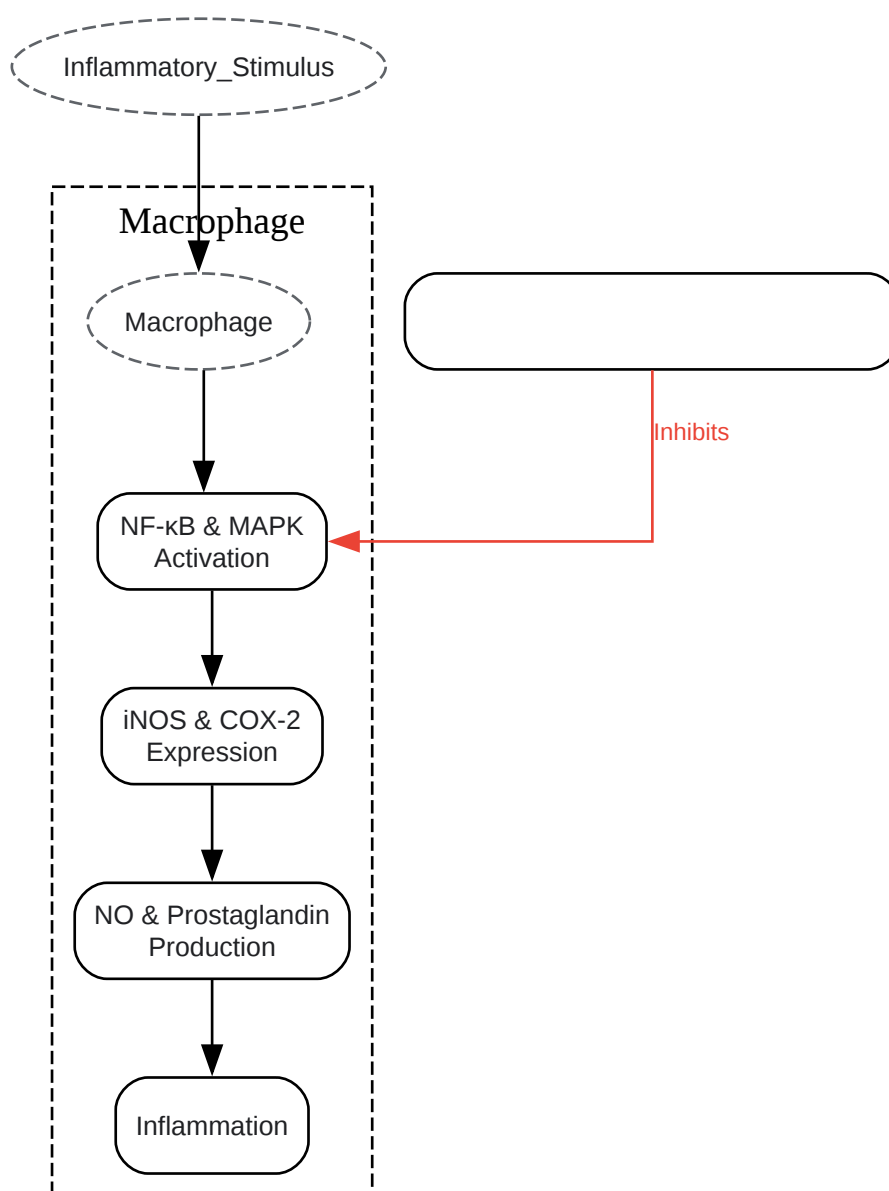 Inflammatory_Stimulus
Macrophage
Macrophage
Inhibits
NF-κB & MAPK
Activation
iNOS & COX-2
Expression
NO & Prostaglandin
Production
Inflammation